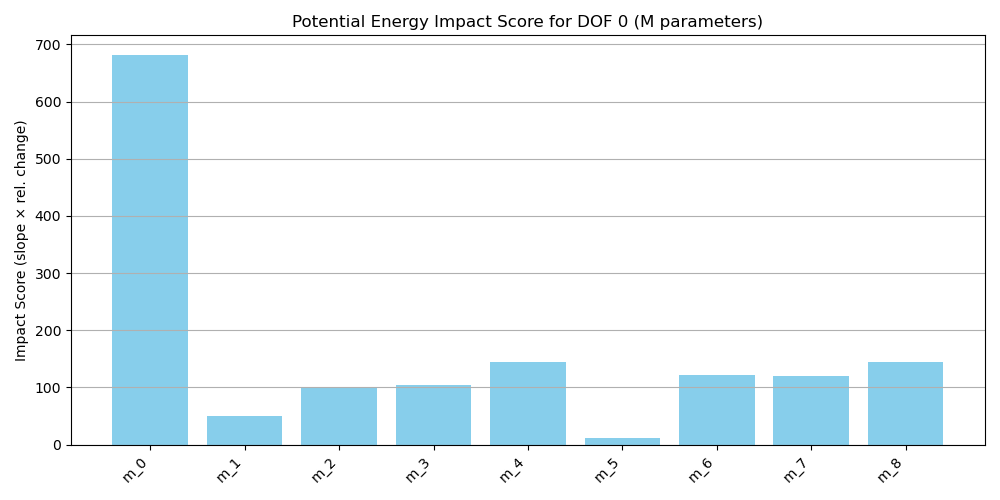 Potential Energy Impact Score for DOF 0 (M parameters)
Impact Score (slope × rel. change)
700
600
500
400
300
200
100
0
m_0
m_1
m_2
m_3
m_4
m_5
m_6
m_7
m_8